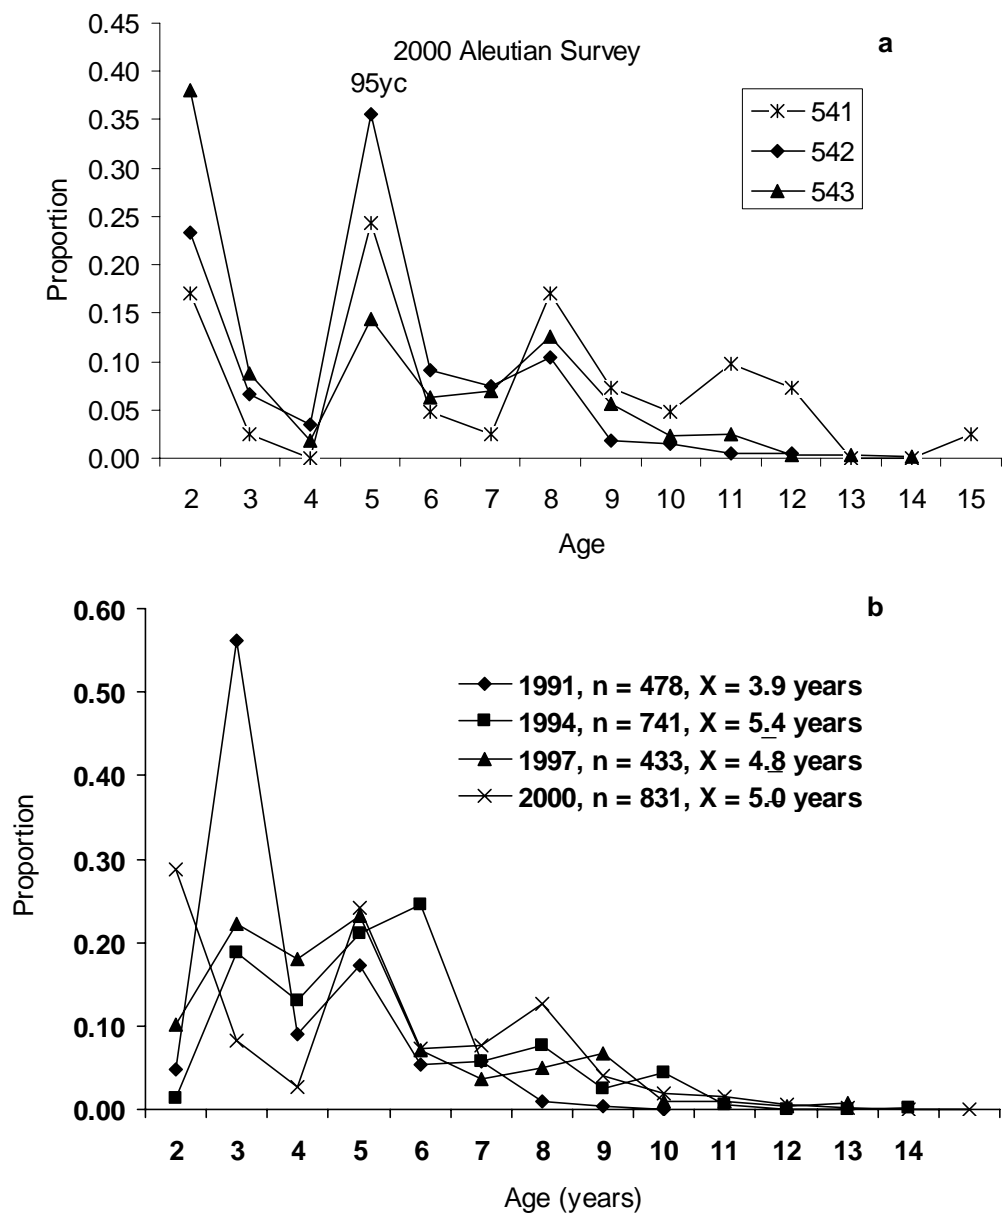 a
2000 Aleutian Survey
95yc
541
542
543
0.45
0.40
0.35
0.30
0.25
0.20
0.15
0.10
0.05
0.00
Proportion
2 3 4 5 6 7 8 9 10 11 12 13 14 15
Age
b
1991, n = 478, X = 3.9 years
1994, n = 741, X = 5.4 years
1997, n = 433, X = 4.8 years
2000, n = 831, X = 5.0 years
0.60
0.50
0.40
0.30
0.20
0.10
0.00
Proportion
2 3 4 5 6 7 8 9 10 11 12 13 14
Age (years)